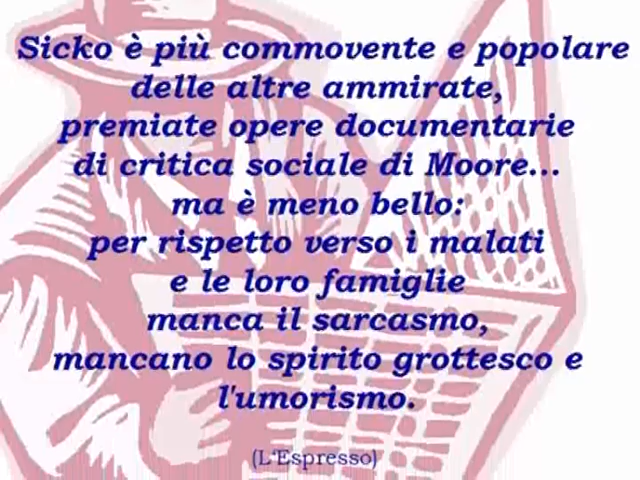 Sicko è più commovente e popolare
delle altre ammirate,
premiate opere documentarie
di critica sociale di Moore...
ma è meno bello:
per rispetto verso i malati
e le loro famiglie
manca il sarcasmo,
mancano lo spirito grottesco e
l'umorismo.
(L'Espresso)